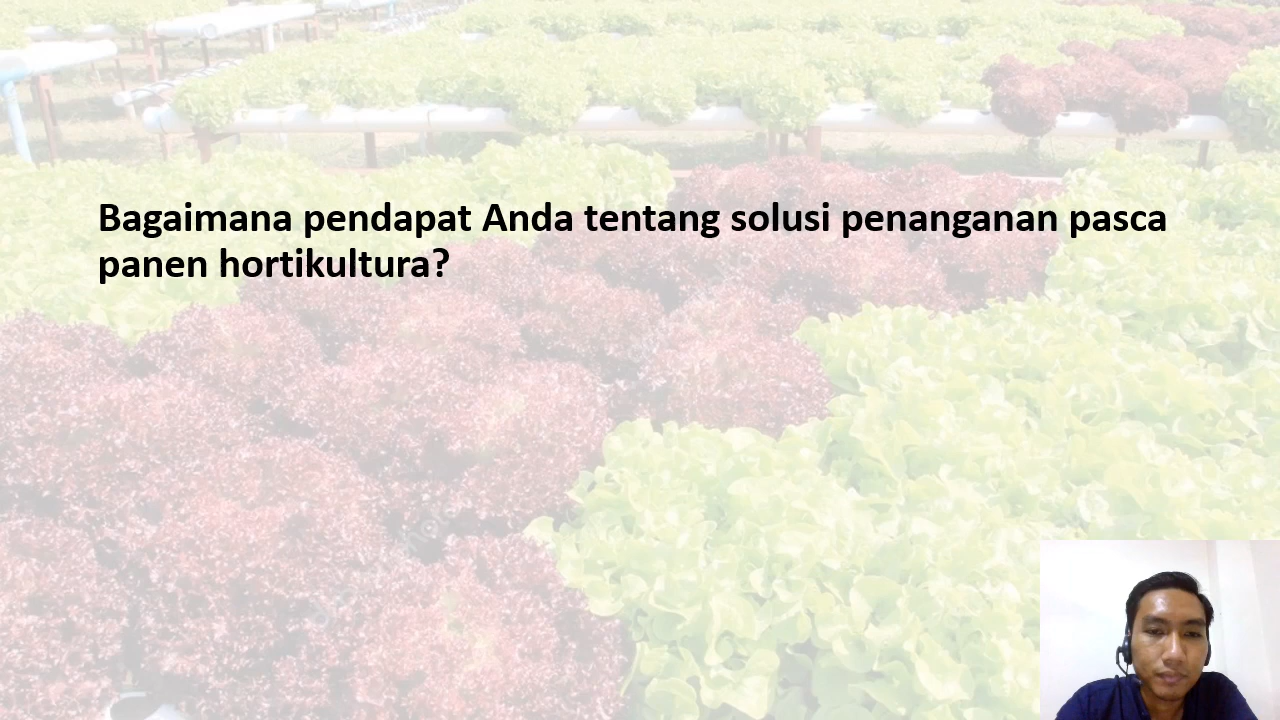 Bagaimana pendapat Anda tentang solusi penanganan pasca
panen hortikultura?